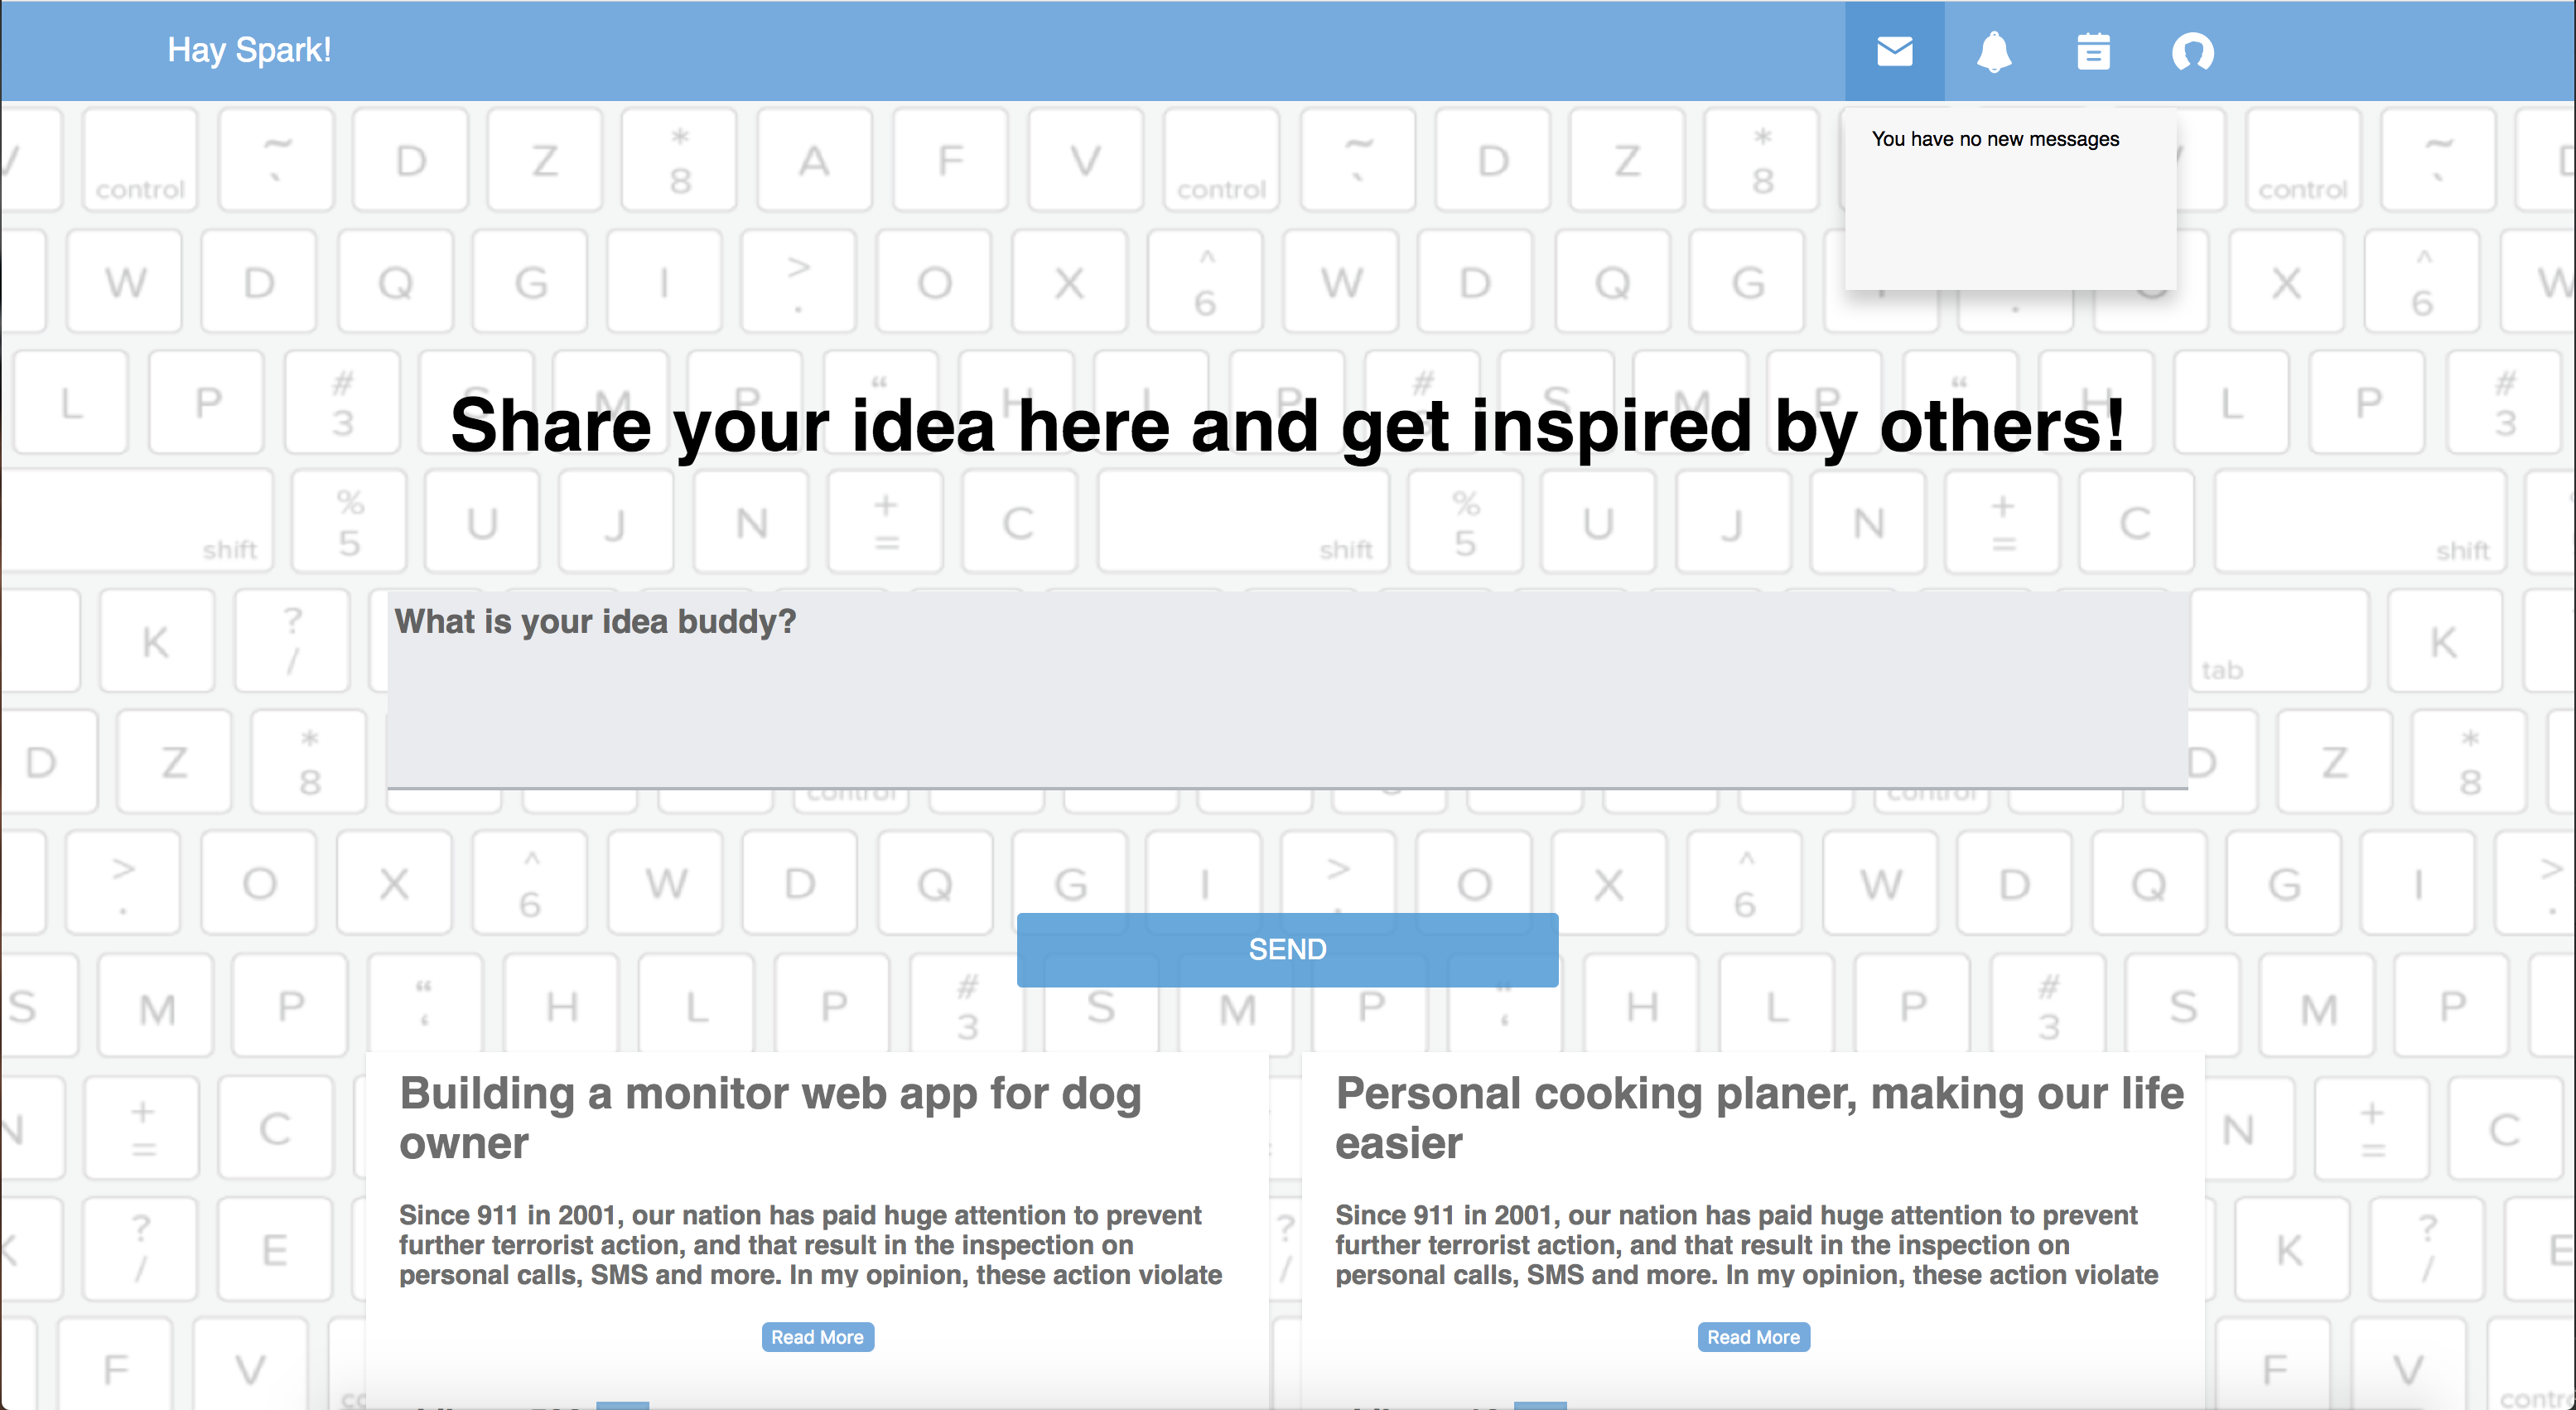 Hay Spark!
You have no new messages
Share your idea here and get inspired by others!
What is your idea buddy?
SEND
Building a monitor web app for dog
owner
Since 911 in 2001, our nation has paid huge attention to prevent
further terrorist action, and that result in the inspection on
personal calls, SMS and more. In my opinion, these action violate
Read More
Personal cooking planer, making our life
easier
Since 911 in 2001, our nation has paid huge attention to prevent
further terrorist action, and that result in the inspection on
personal calls, SMS and more. In my opinion, these action violate
Read More